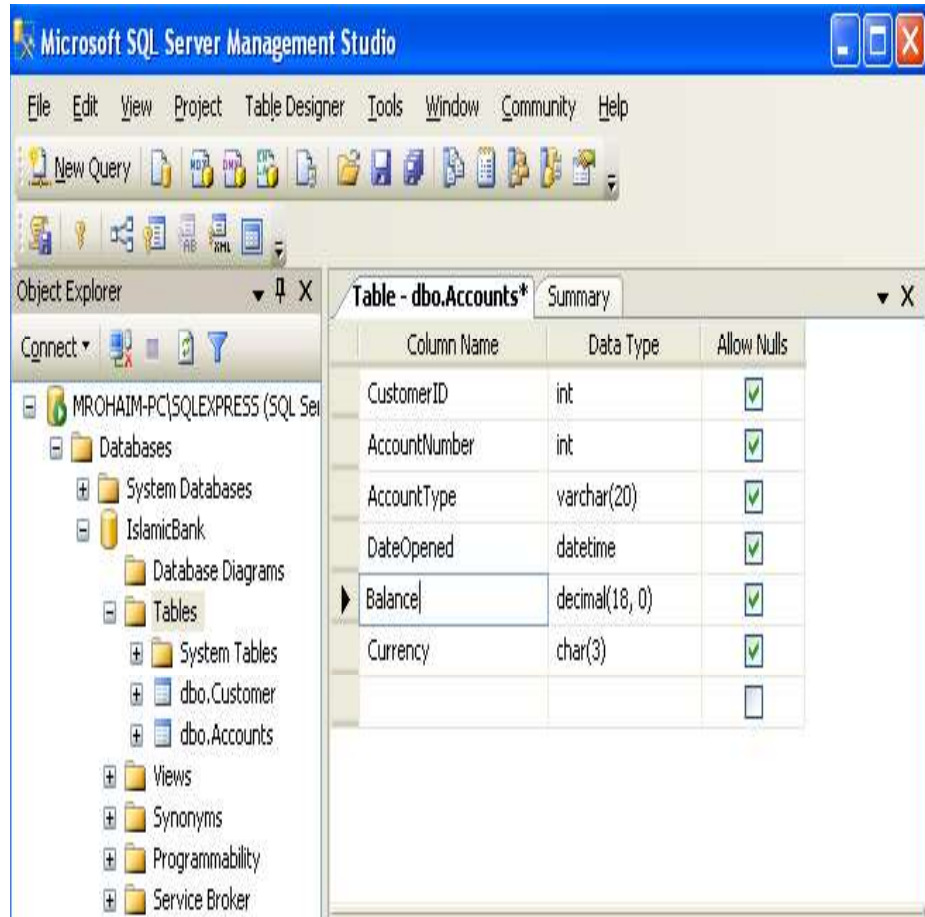 Microsoft SQL Server Management Studio
File Edit View Project Table Designer Tools Window Community Help
New Query
Object Explorer
Connect
MROHAIM-PC\SQLEXPRESS (SQL Ser
Databases
System Databases
IslamicBank
Database Diagrams
Tables
System Tables
dbo.Customer
dbo.Accounts
Views
Synonyms
Programmability
Service Broker
Table - dbo.Accounts* Summary
Column Name Data Type Allow Nulls
CustomerID int
AccountNumber int
AccountType varchar(20)
DateOpened datetime
Balance decimal(18, 0)
Currency char(3)